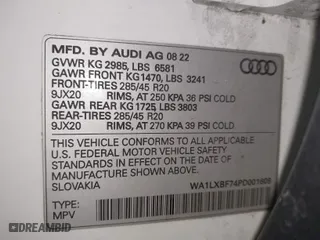 MFD. BY AUDI AG 08 22
GVWR KG 2985, LBS 6581
GAWR FRONT KG1470, LBS 3241
FRONT-TIRES 285/45 R20
9JX20 RIMS, AT 250 KPA 36 PSI COLD
GAWR REAR KG 1725 LBS 3803
REAR-TIRES 285/45 R20
9JX20 RIMS, AT 270 KPA 39 PSI COLD
THIS VEHICLE CONFORMS TO ALL APPLICABLE
U.S. FEDERAL MOTOR VEHICLE SAFETY
STANDARDS IN EFFECT ON THE DATE OF
MANUFACTURE SHOWN ABOVE
SLOVAKIA
TYPE:
MPV
DREAMBID